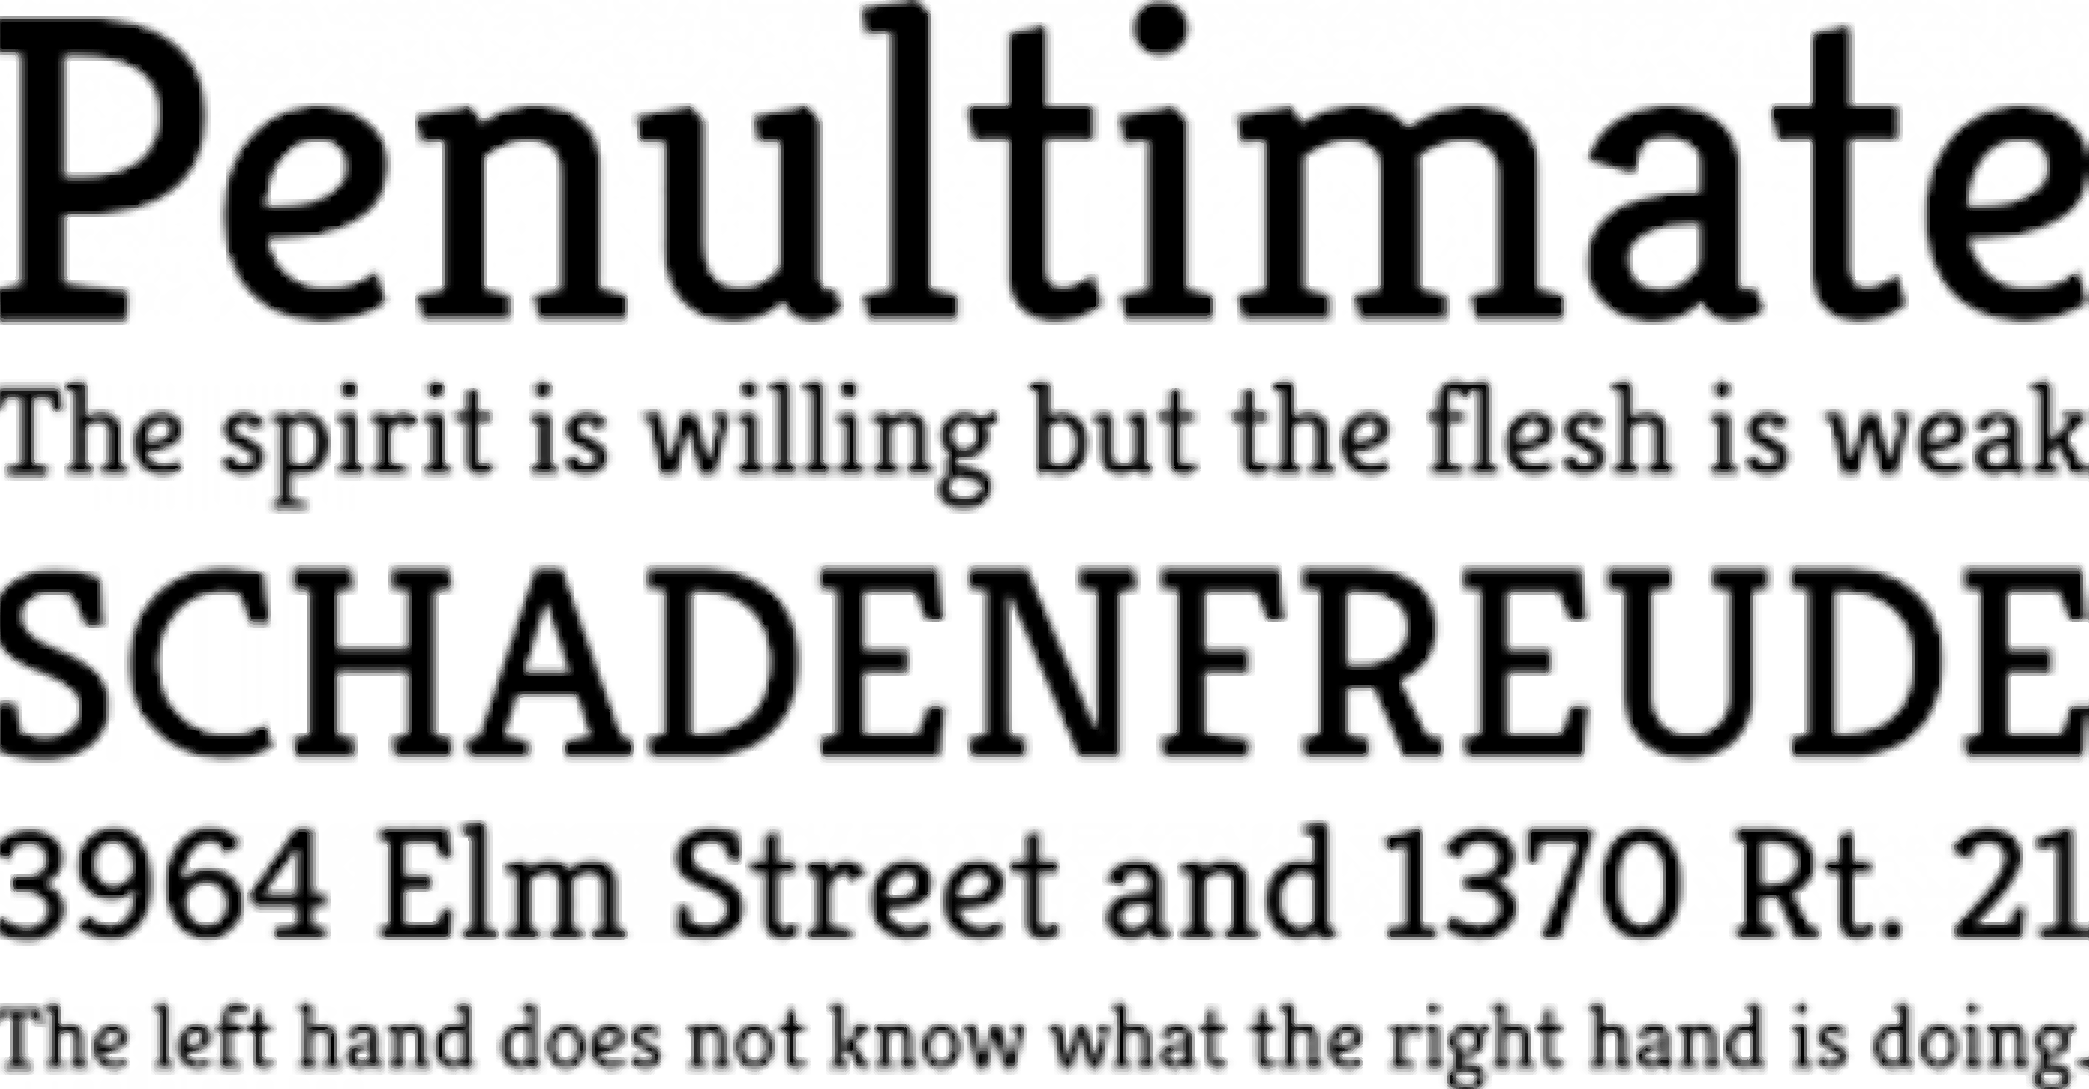 Penultimate
The spirit is willing but the flesh is weak
SCHADENFREUDE
3964 Elm Street and 1370 Rt. 21
The left hand does not know what the right hand is doing.